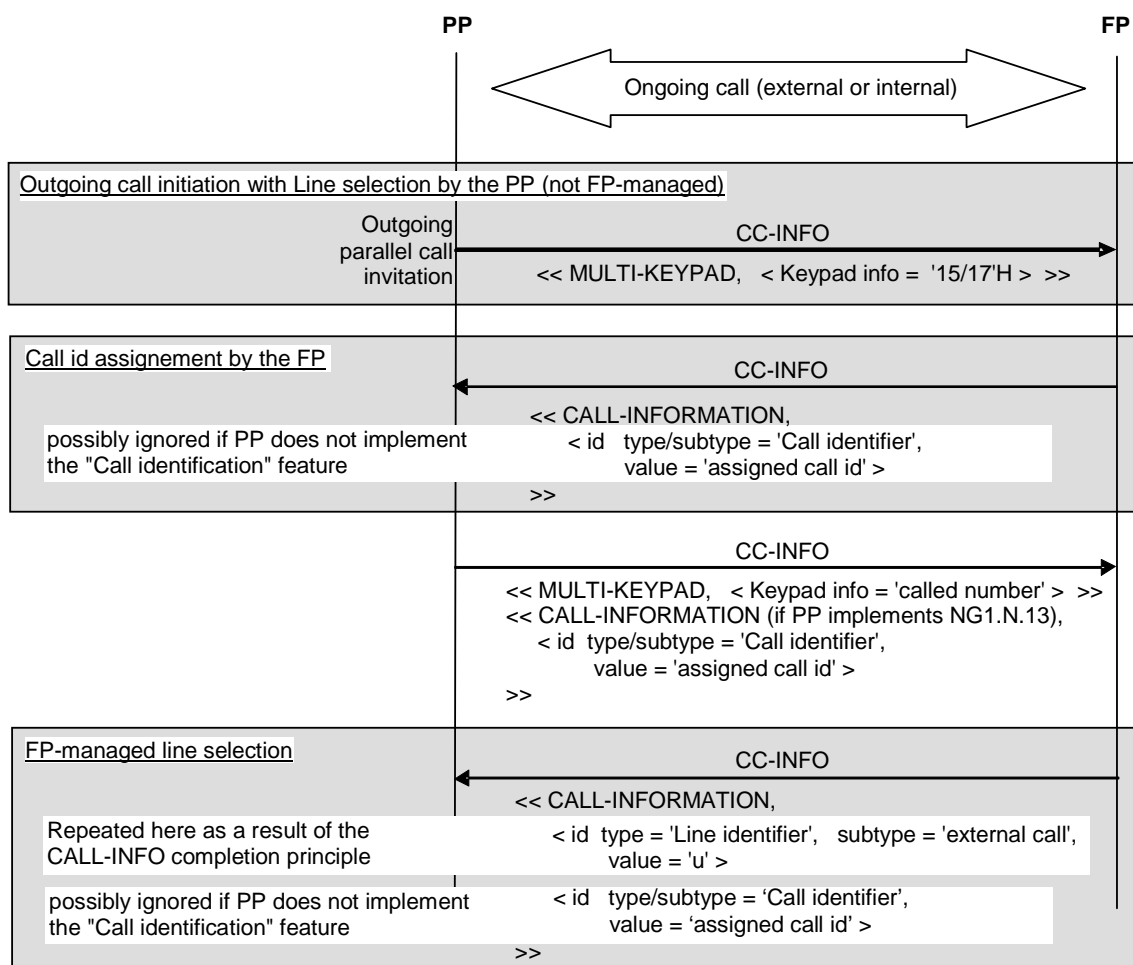 PP FP
Ongoing call (external or internal)
Outgoing call initiation with Line selection by the PP (not FP-managed)
Outgoing
parallel call
invitation
CC-INFO
<< MULTI-KEYPAD, < Keypad info = '15/17'H > >>
Call id assignement by the FP
CC-INFO
<< CALL-INFORMATION,
possibly ignored if PP does not implement
the "Call identification" feature
< id type/subtype = 'Call identifier',
value = 'assigned call id' >
>>
CC-INFO
<< MULTI-KEYPAD, < Keypad info = 'called number' > >>
<< CALL-INFORMATION (if PP implements NG1.N.13),
< id type/subtype = 'Call identifier',
value = 'assigned call id' >
>>
FP-managed line selection
CC-INFO
<< CALL-INFORMATION,
Repeated here as a result of the
CALL-INFO completion principle
< id type = 'Line identifier', subtype = 'external call',
value = 'u' >
possibly ignored if PP does not implement
the "Call identification" feature
< id type/subtype = ‘Call identifier’,
value = ‘assigned call id’ >
>>